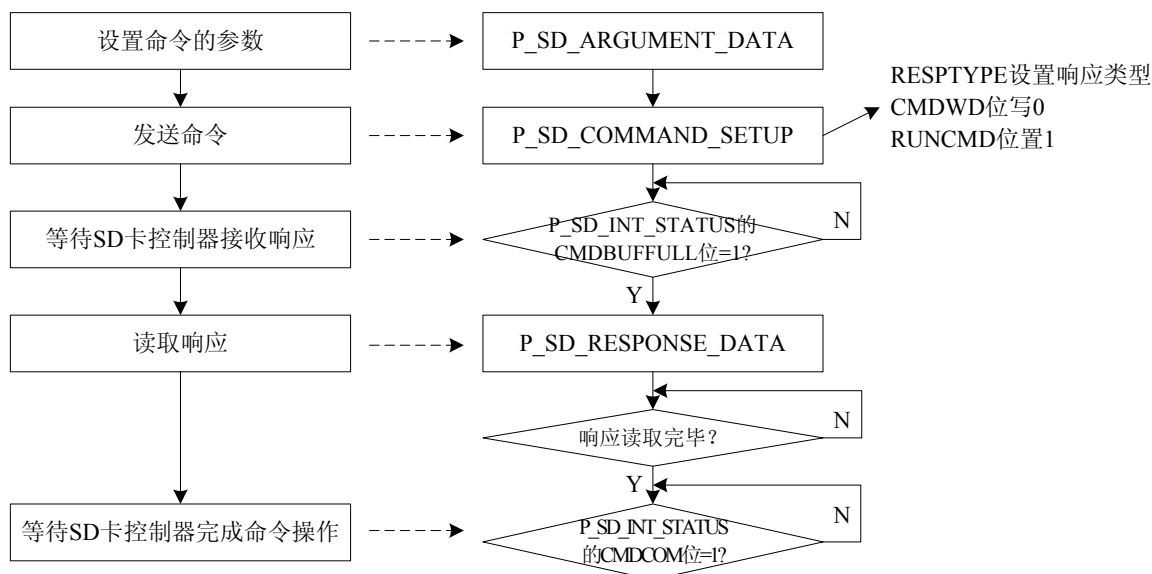 设置命令的参数
P_SD_ARGUMENT_DATA
RESPTYPE设置响应类型
CMDWD位写0
RUNCMD位置1
发送命令
P_SD_COMMAND_SETUP
等待SD卡控制器接收响应
P_SD_INT_STATUS的
CMDBUFFULL位=1?
N
Y
读取响应
P_SD_RESPONSE_DATA
响应读取完毕?
N
Y
等待SD卡控制器完成命令操作
P_SD_INT_STATUS
的CMDCOM位=1?
N